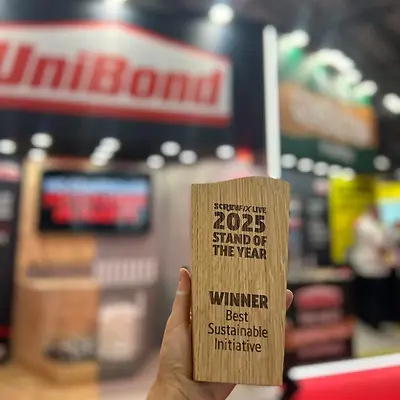 UniBond
SCREWFIX LIVE
2025
STAND OF
THE YEAR
WINNER
Best
Sustainable
Initiative